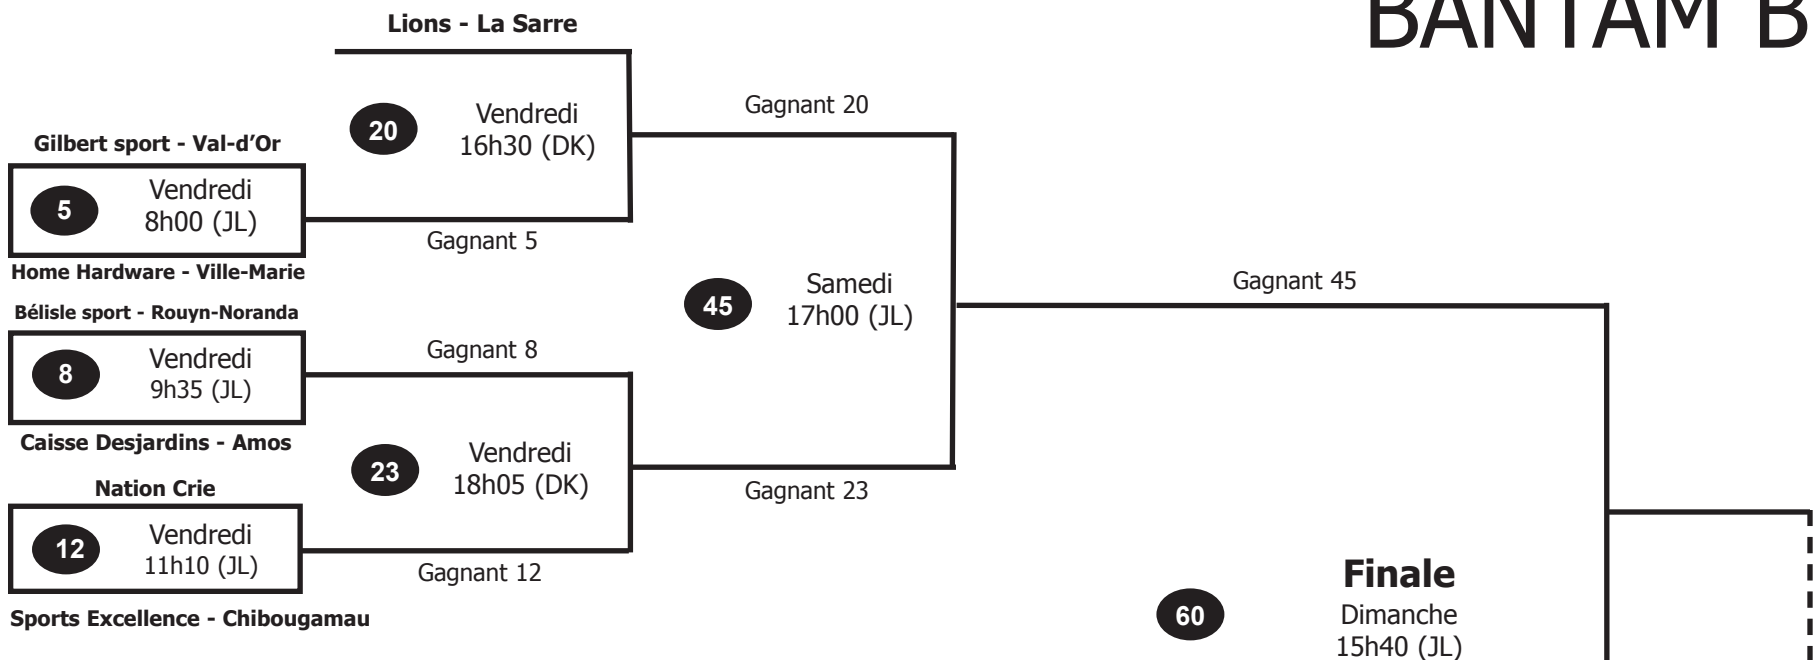 BANTAM B
Lions - La Sarre
20
Vendredi
16h30 (DK)
Gagnant 20
Gilbert sport - Val-d’Or
5
Vendredi
8h00 (JL)
Gagnant 5
Home Hardware - Ville-Marie
Bélisle sport - Rouyn-Noranda
45
Samedi
17h00 (JL)
Gagnant 45
8
Vendredi
9h35 (JL)
Gagnant 8
Caisse Desjardins - Amos
23
Vendredi
18h05 (DK)
Gagnant 23
Nation Crie
12
Vendredi
11h10 (JL)
Gagnant 12
Sports Excellence - Chibougamau
60
Finale
Dimanche
15h40 (JL)